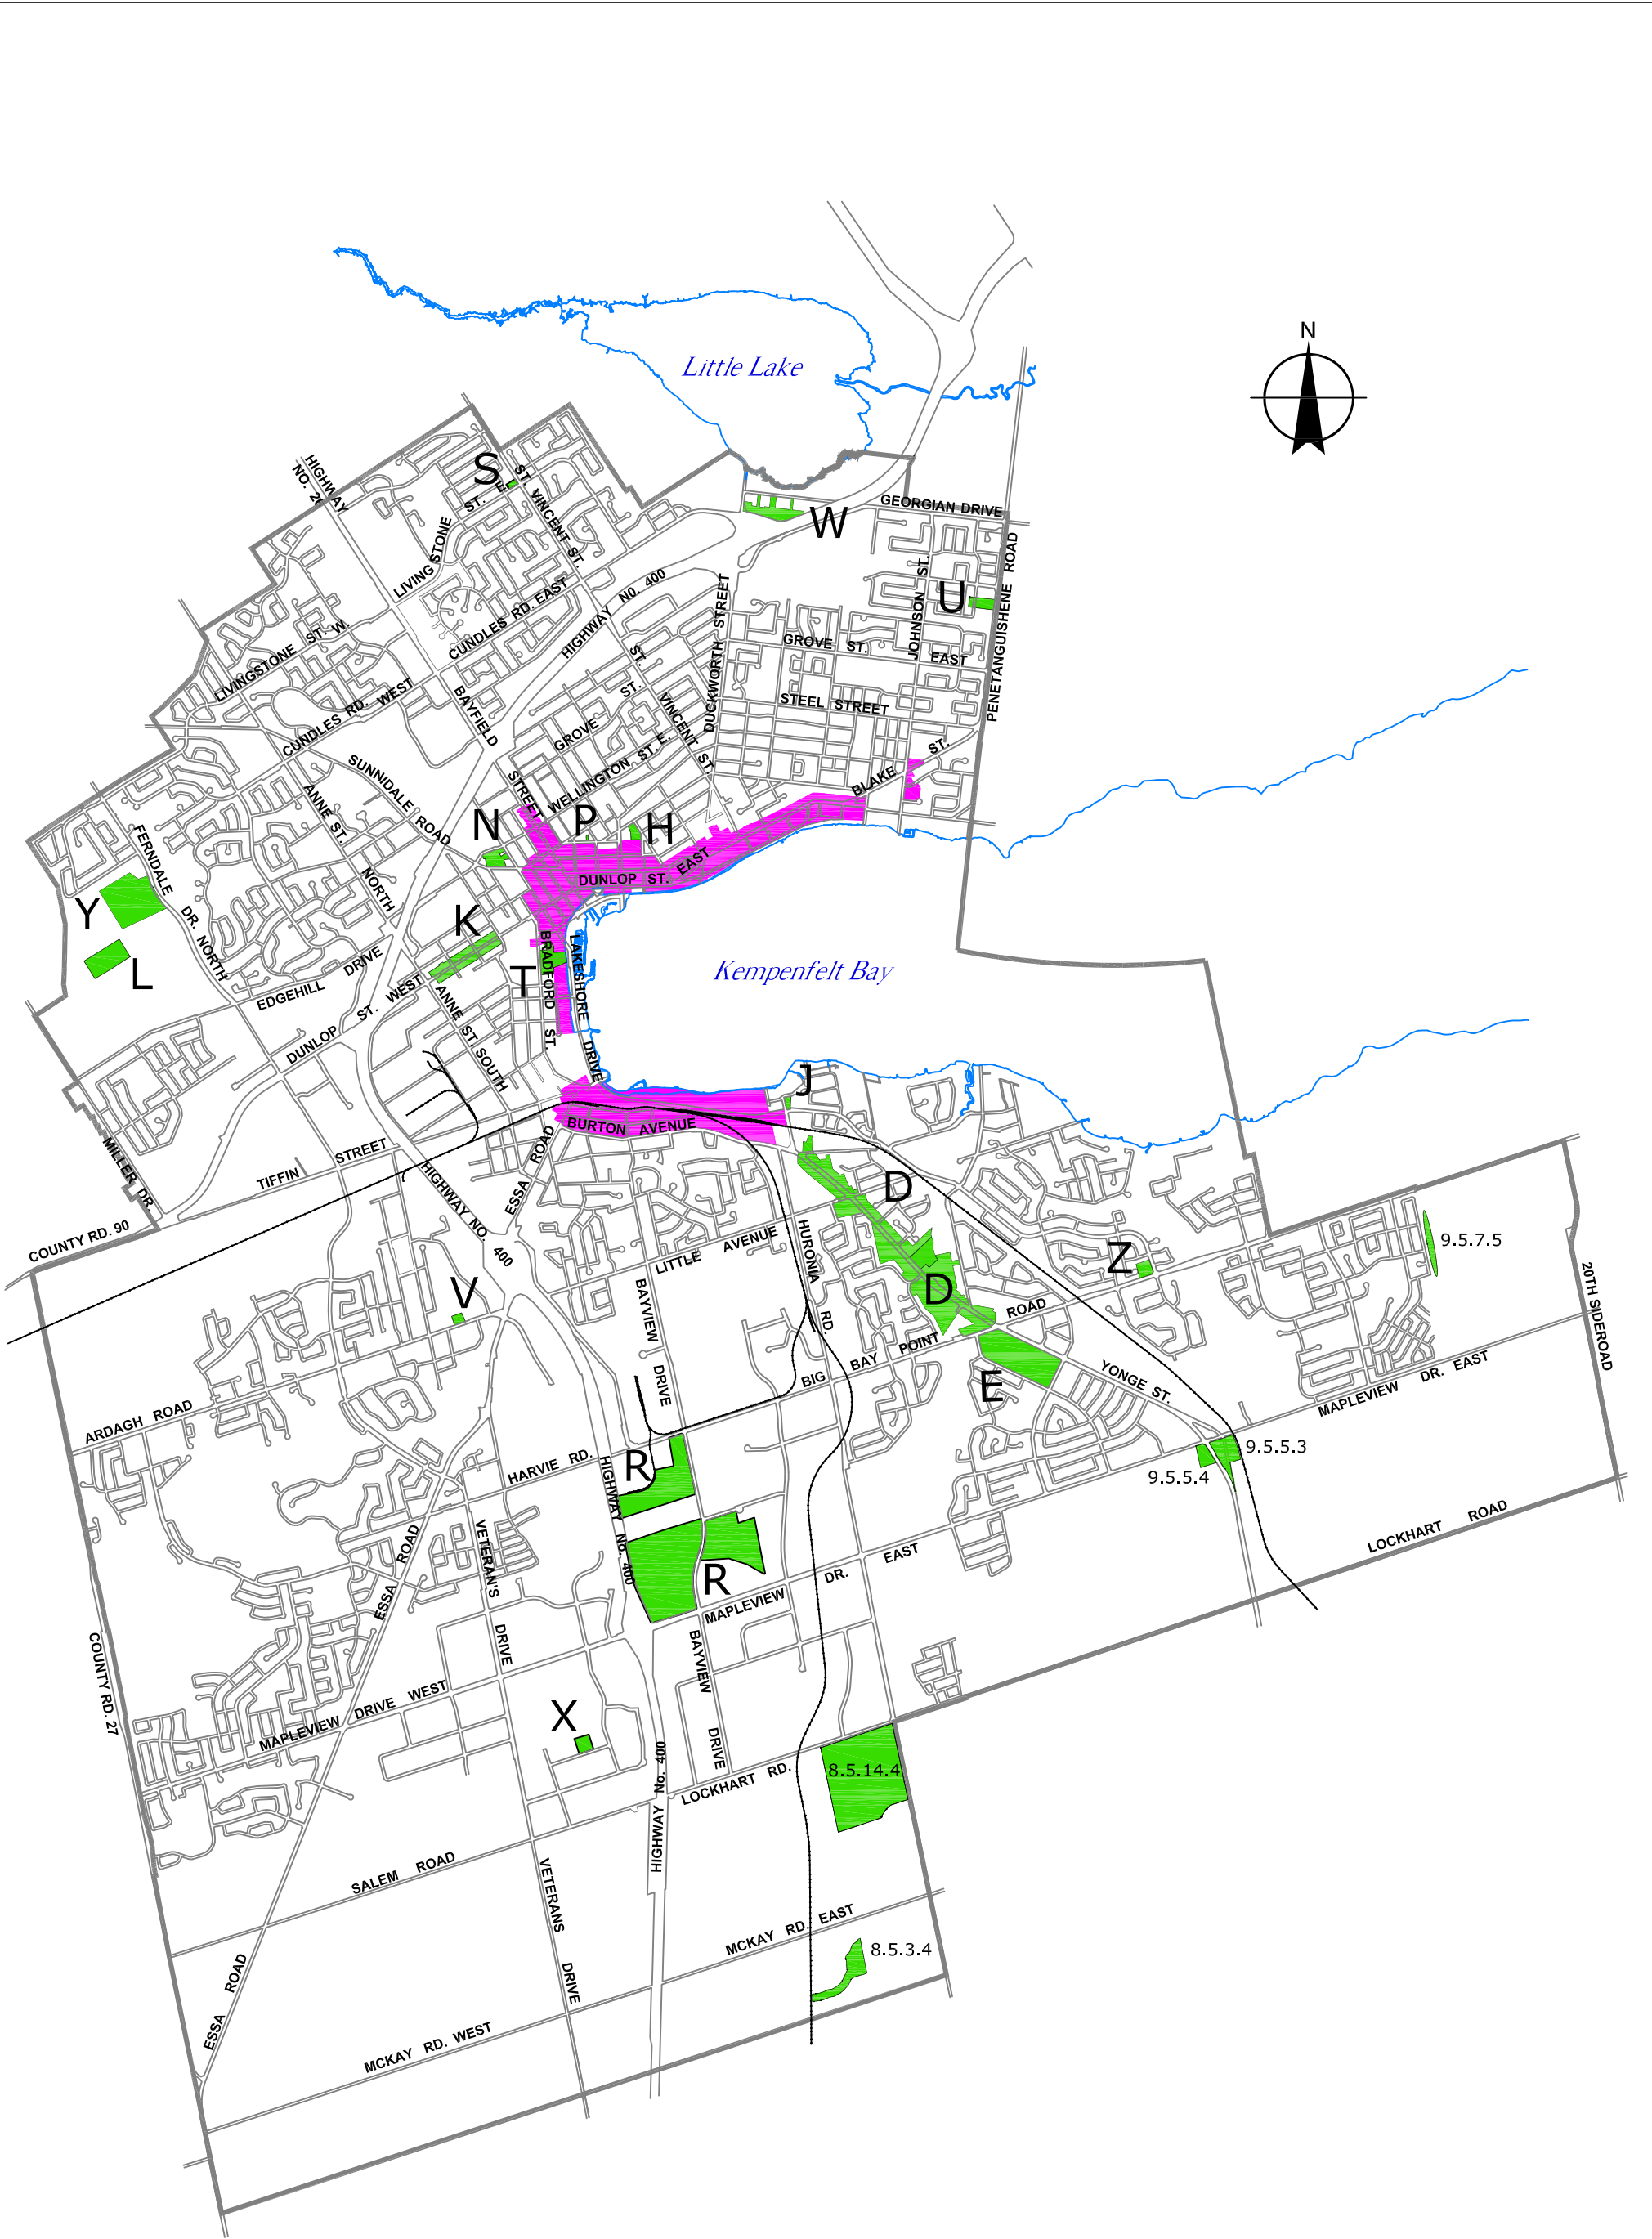 N
Little Lake
S
HIGHWAY
NO. 2
ST. VINCENT ST.
LIVINGSTONE ST. E.
GEORGIAN DRIVE
W
CUNDLES RD. EAST
HIGHWAY NO. 400
DUCKWORTH STREET
JOHNSON ST.
U
PENETANGUISHENE ROAD
LIVINGSTONE ST. W.
GROVE ST. EAST
CUNDLES RD. WEST
BAYFIELD STREET
GROVE ST.
ST. VINCENT ST.
STEEL STREET
SUNNIDALE ROAD
WELLINGTON ST. E.
BLAKE ST.
ANNE ST. NORTH
FERNDALE DR. NORTH
N
P
H
DUNLOP ST. EAST
Y
K
L
EDGEHILL DRIVE
T
BRADFORD ST.
LAKESHORE DRIVE
Kempenfelt Bay
DUNLOP ST. WEST
ANNE ST. SOUTH
J
BURTON AVENUE
MILLER DR.
TIFFIN STREET
HIGHWAY NO. 400
ESSA ROAD
D
COUNTY RD. 90
LITTLE AVENUE
HURONIA RD.
9.5.7.5
Z
V
BAYVIEW DRIVE
D
BIG BAY POINT ROAD
20TH SIDEROAD
E
YONGE ST.
MAPLEVIEW DR. EAST
ARDAGH ROAD
HARVIE RD.
R
HIGHWAY No. 400
9.5.5.3
9.5.5.4
VETERAN'S DRIVE
ESSA ROAD
LOCKHART ROAD
R
MAPLEVIEW DR. EAST
COUNTY RD. 27
BAYVIEW DRIVE
MAPLEVIEW DRIVE WEST
X
HIGHWAY No. 400
LOCKHART RD.
8.5.14.4
SALEM ROAD
VETERANS DRIVE
MCKAY RD. EAST
8.5.3.4
ESSA ROAD
MCKAY RD. WEST